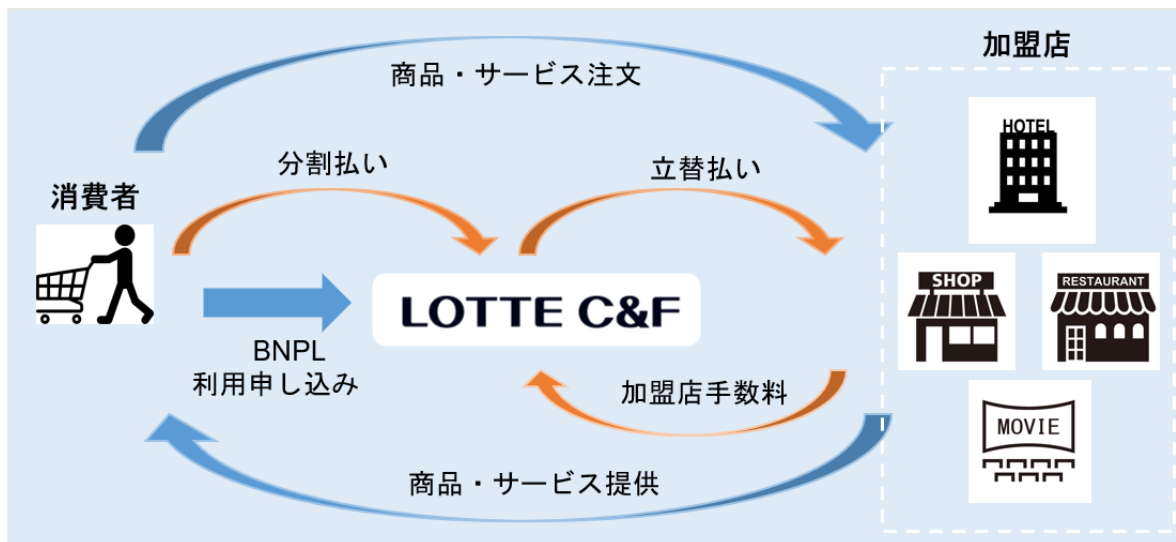 加盟店
商品・サービス注文
HOTEL
分割払い
立替払い
消費者
SHOP
RESTAURANT
LOTTE C&F
BNPL
利用申し込み
加盟店手数料
MOVIE
商品・サービス提供